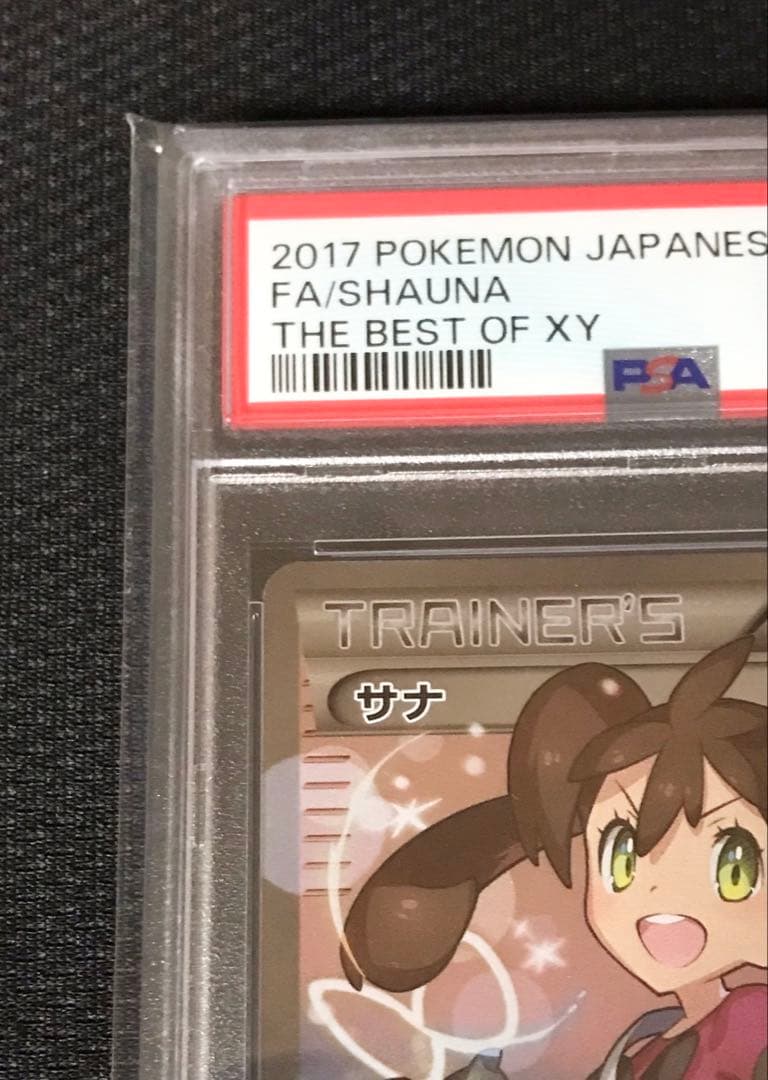 2017 POKEMON JAPANES
FA/SHAUNA
THE BEST OF XY
PSA
TRAINER'S
サナ